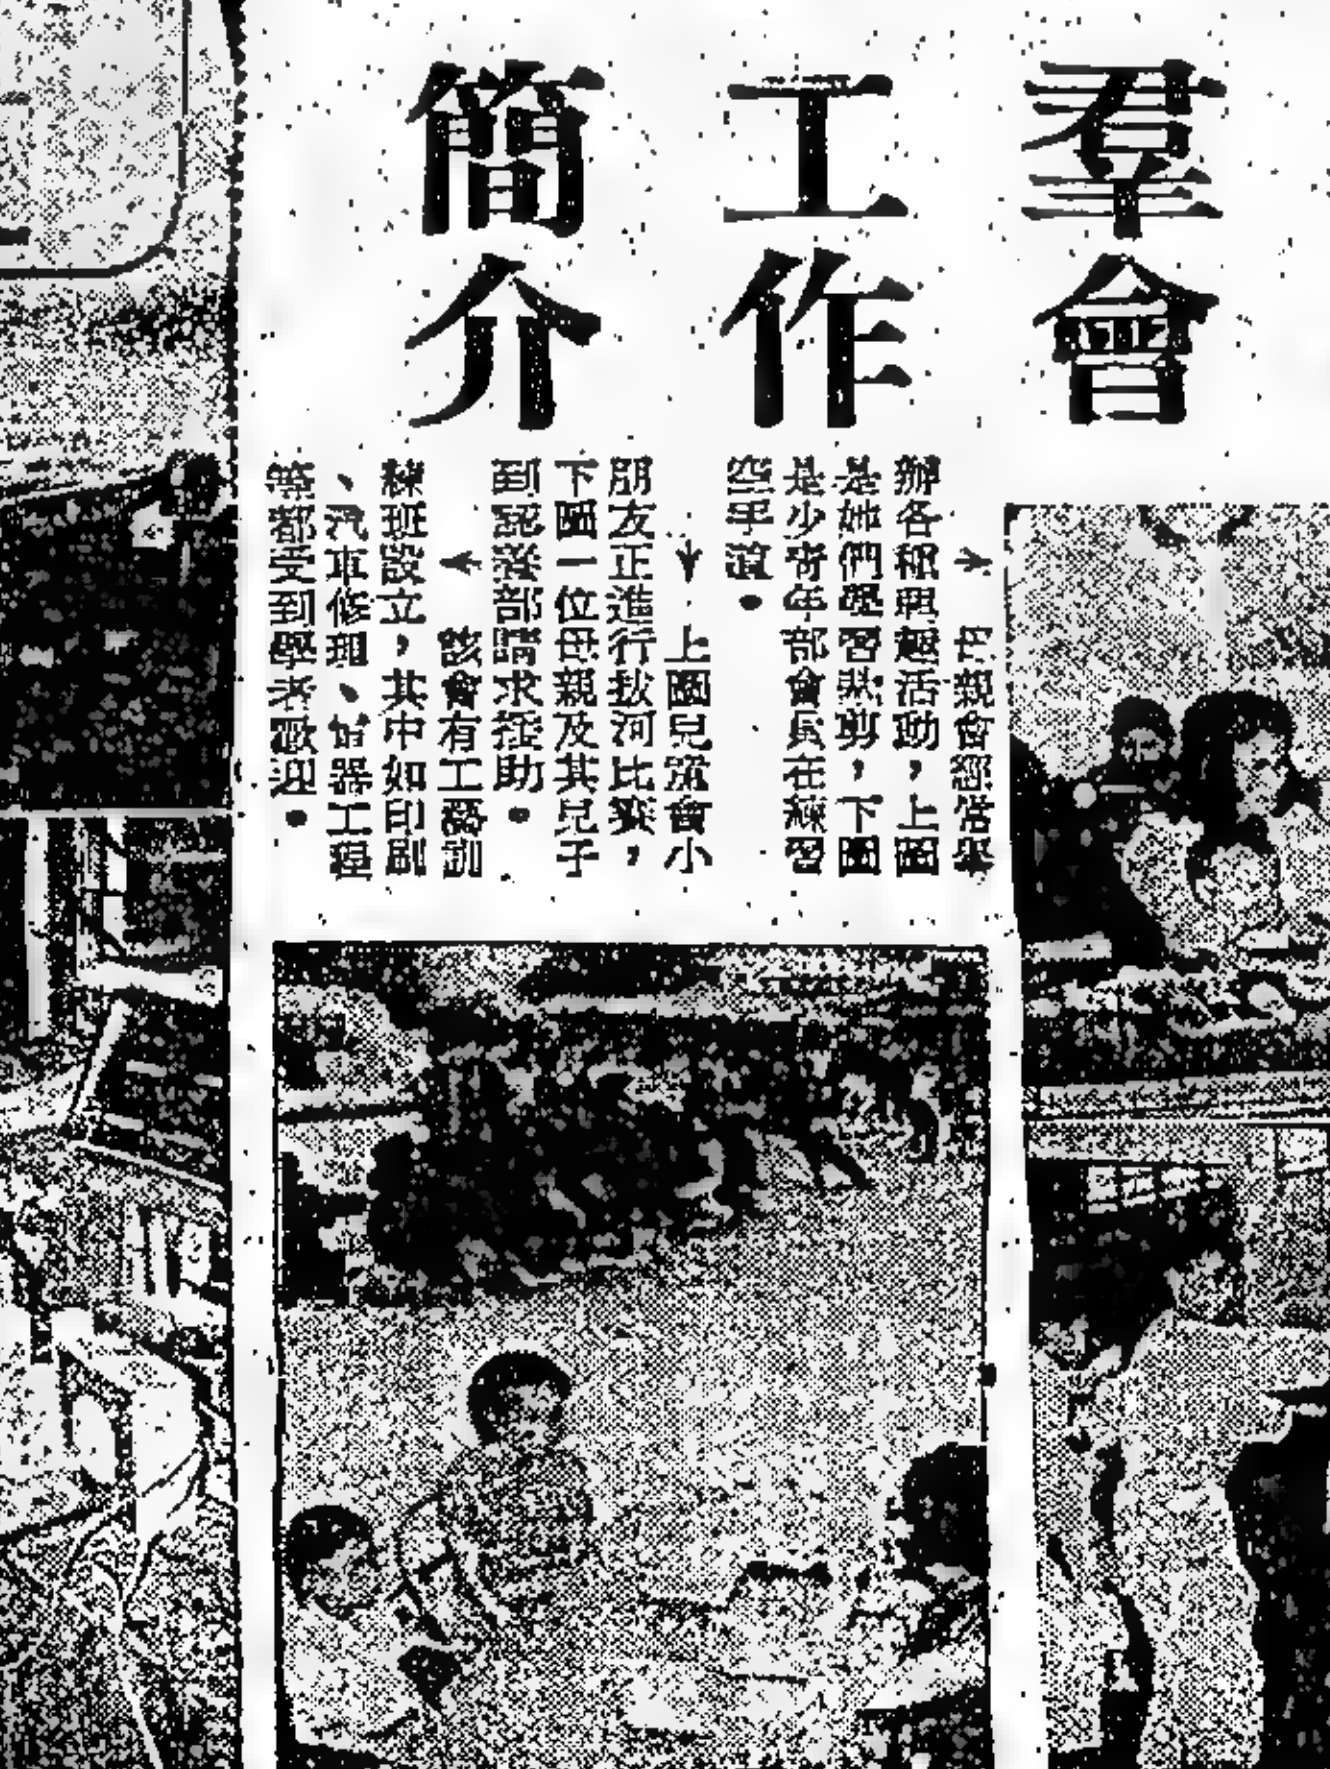 羣會
工作
簡介
→ 母親會經常舉
辦各種興趣活動，上圖
是她們學習裁剪，下圖
是少青年部會員在練習
空手道。
↓ 上圖兒童會小
朋友正進行拔河比賽，
下圖一位母親及其兒子
到服務部請求援助。
← 該會有工藝訓
練班設立，其中如印刷
、汽車修理、 器工程
等都受到學者歡迎。